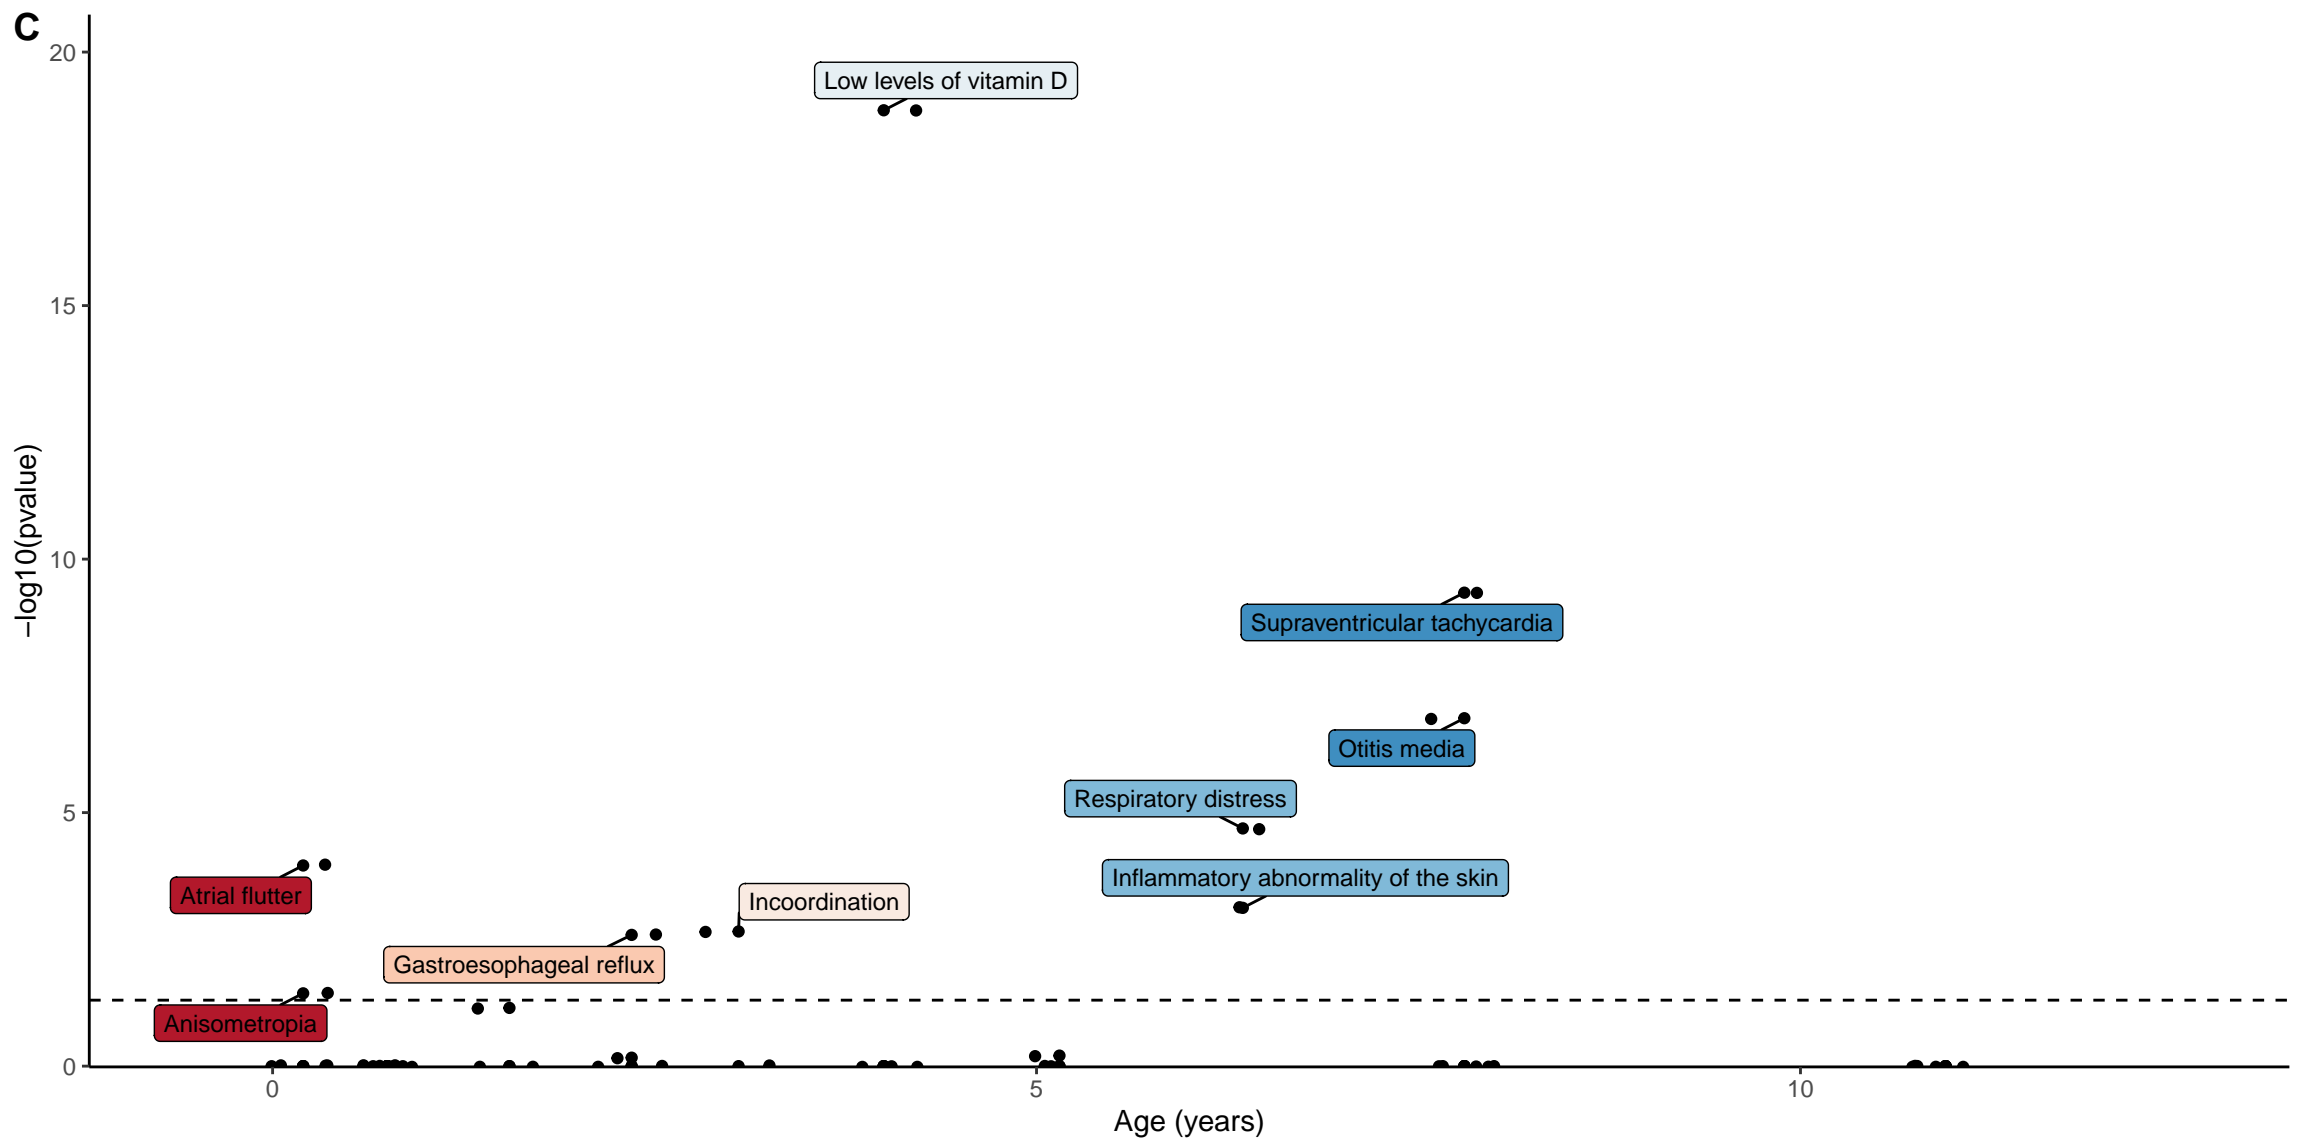 C
20
Low levels of vitamin D
15
–log10(pvalue)
10
Supraventricular tachycardia
Otitis media
Respiratory distress
5
Inflammatory abnormality of the skin
Atrial flutter
Incoordination
Gastroesophageal reflux
Anisometropia
0
0 5 10
Age (years)